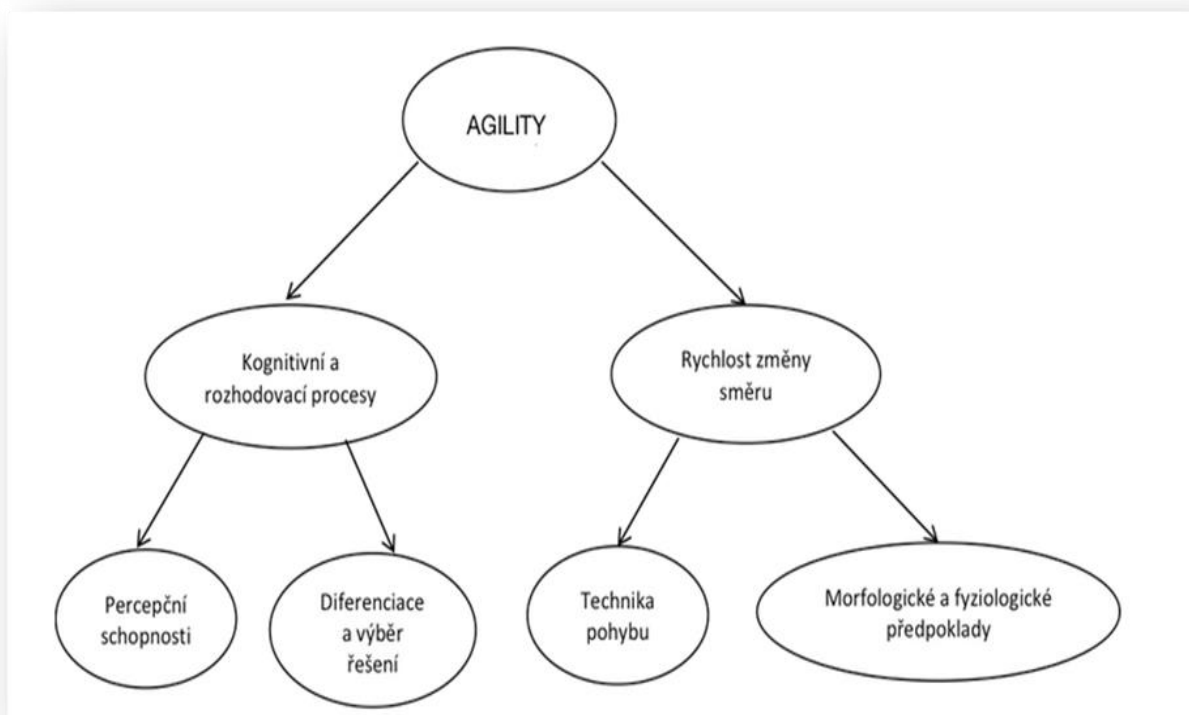 AGILITY
Kognitivní a
rozhodovací procesy
Rychlost změny
směru
Percepční
schopnosti
Diferenciace
a výběr
řešení
Technika
pohybu
Morfologické a fyziologické
předpoklady